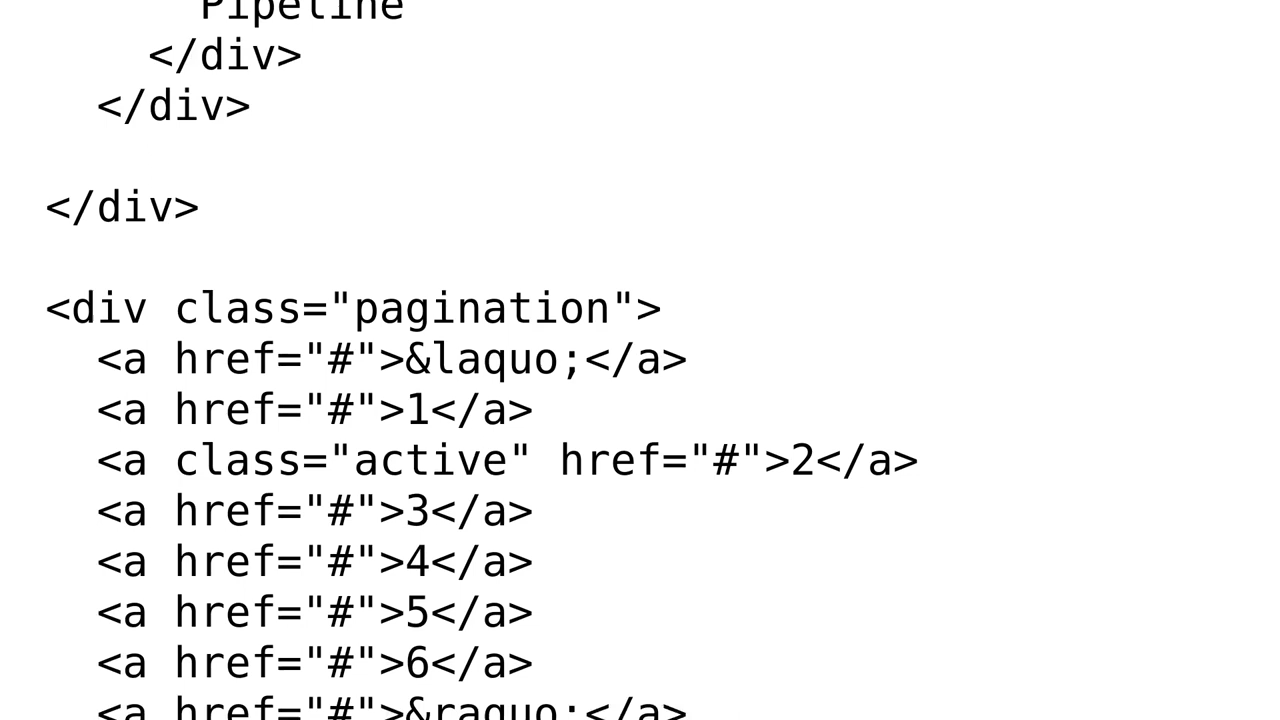 Pipeline
</div>
</div>
</div>
<div class="pagination">
<a href="#">&laquo;</a>
<a href="#">1</a>
<a class="active" href="#">2</a>
<a href="#">3</a>
<a href="#">4</a>
<a href="#">5</a>
<a href="#">6</a>
<a href="#">&raquo;</a>